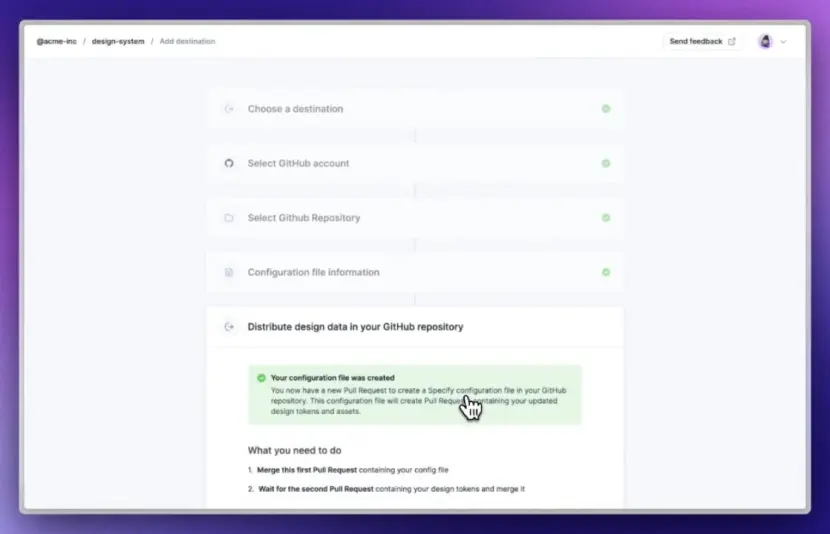 @acme-inc / design-system / Add destination
Send feedback
Choose a destination
Select GitHub account
Select Github Repository
Configuration file information
Distribute design data in your GitHub repository
Your configuration file was created
You now have a new Pull Request to create a Specify configuration file in your GitHub
repository. This configuration file will create Pull Reque containing your updated
design tokens and assets.
What you need to do
1. Merge this first Pull Request containing your config file
2. Wait for the second Pull Request containing your design tokens and merge it